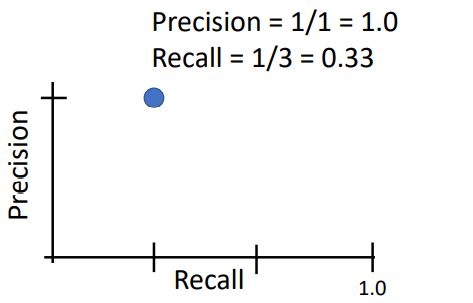 Precision = 1/1 = 1.0
Recall = 1/3 = 0.33
Precision
Recall
1.0